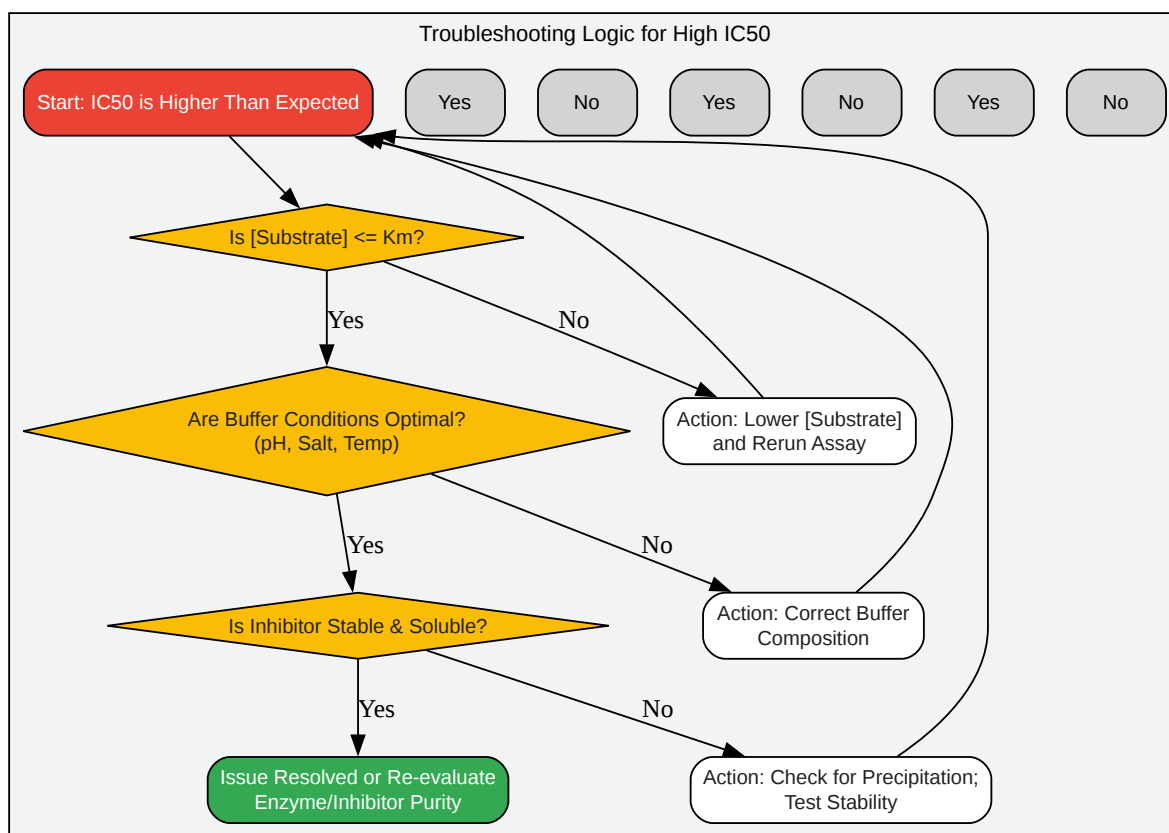 Troubleshooting Logic for High IC50
Start: IC50 is Higher Than Expected
Yes
No
Yes
No
Yes
No
Is [Substrate] <= Km?
Yes
No
Are Buffer Conditions Optimal?
(pH, Salt, Temp)
Action: Lower [Substrate]
and Rerun Assay
Yes
No
Is Inhibitor Stable & Soluble?
Action: Correct Buffer
Composition
Yes
No
Issue Resolved or Re-evaluate
Enzyme/Inhibitor Purity
Action: Check for Precipitation;
Test Stability